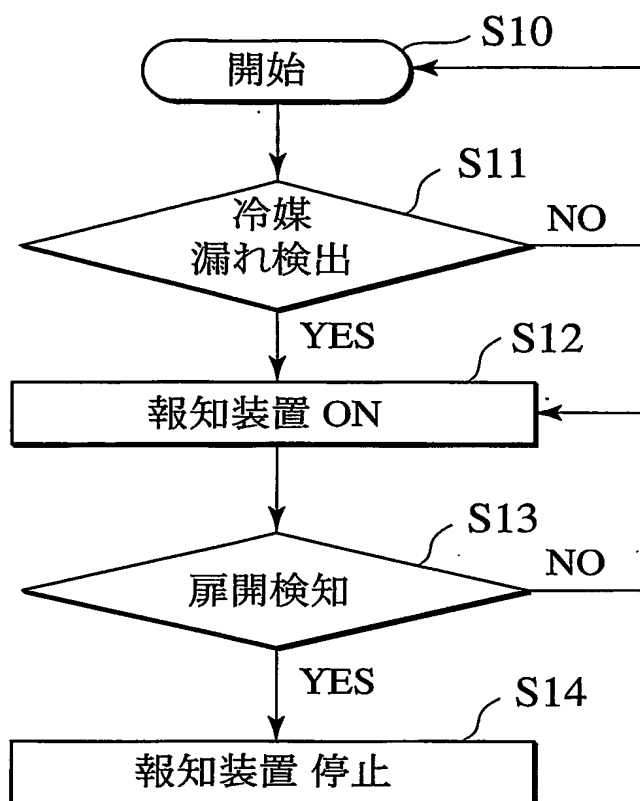 S10
開始
S11
冷媒
漏れ検出
NO
YES
S12
報知装置 ON
S13
扉開検知
NO
YES
S14
報知装置 停止